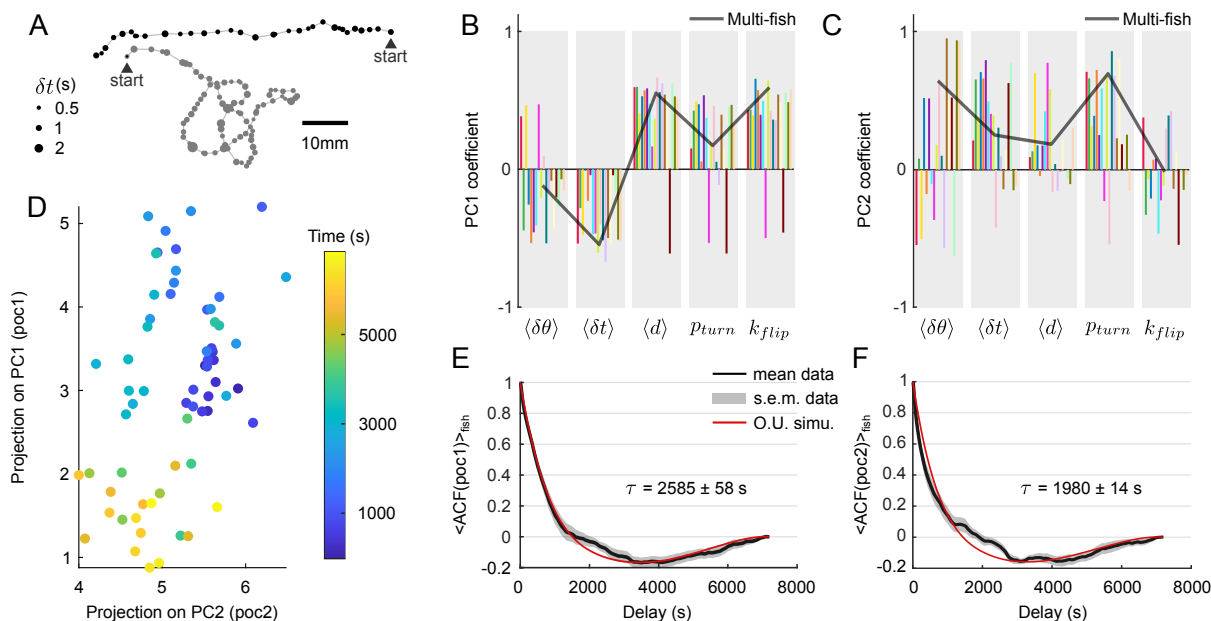 A
start
start
δt(s)
0.5
1
2
10mm
B
Multi-fish
PC1 coefficient
1
0
-1
⟨δθ⟩
⟨δt⟩
⟨d⟩
p_turn
k_flip
C
Multi-fish
PC2 coefficient
1
0
-1
⟨δθ⟩
⟨δt⟩
⟨d⟩
p_turn
k_flip
D
Projection on PC1 (poc1)
5
4
3
2
1
4
5
6
Projection on PC2 (poc2)
Time (s)
5000
3000
1000
E
<ACF(poc1)>fish
1
0.8
0.6
0.4
0.2
0
-0.2
mean data
s.e.m. data
O.U. simu.
τ = 2585 ± 58 s
0
2000
4000
6000
8000
Delay (s)
F
<ACF(poc2)>fish
1
0.8
0.6
0.4
0.2
0
-0.2
τ = 1980 ± 14 s
0
2000
4000
6000
8000
Delay (s)